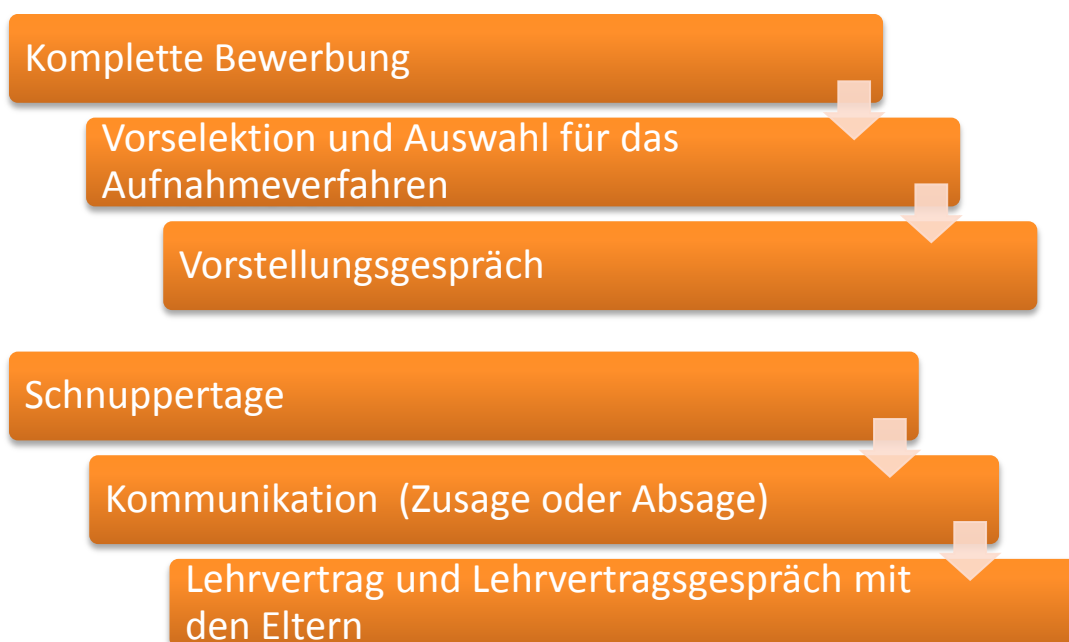 Komplette Bewerbung
Vorselektion und Auswahl für das
Aufnahmeverfahren
Vorstellungsgespräch
Schnuppertage
Kommunikation  (Zusage oder Absage)
Lehrvertrag und Lehrvertragsgespräch mit
den Eltern